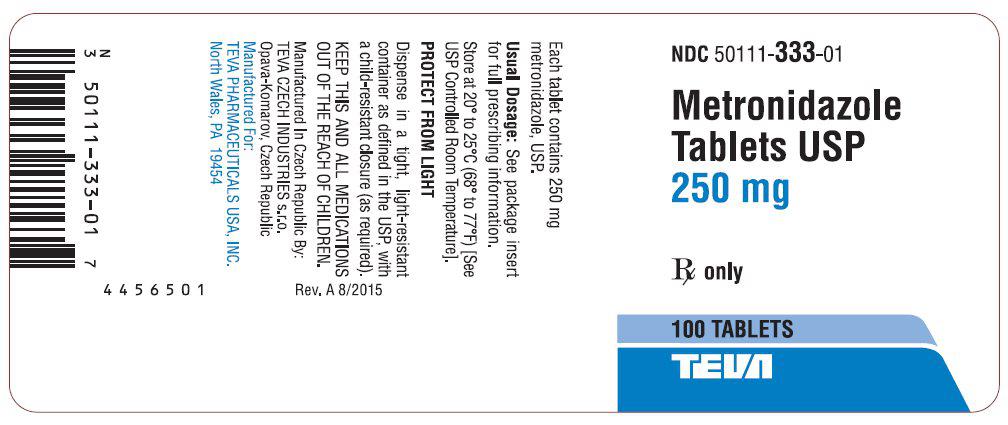 NDC 50111-333-01
Metronidazole
Tablets USP
250 mg
Rx only
100 TABLETS
TEVA
Each tablet contains 250 mg
metronidazole, USP.
Usual Dosage: See package insert
for full prescribing information.
Store at 20° to 25°C (68° to 77°F) [See
USP Controlled Room Temperature].
PROTECT FROM LIGHT
Dispense in a tight, light-resistant
container as defined in the USP, with
a child-resistant closure (as required).
KEEP THIS AND ALL MEDICATIONS
OUT OF THE REACH OF CHILDREN.
Manufactured In Czech Republic By:
TEVA CZECH INDUSTRIES s.r.o.
Opava-Komarov, Czech Republic
Manufactured For:
TEVA PHARMACEUTICALS USA, INC.
North Wales, PA 19454
Rev. A 8/2015
4456501
N
3 50111-333-01 7